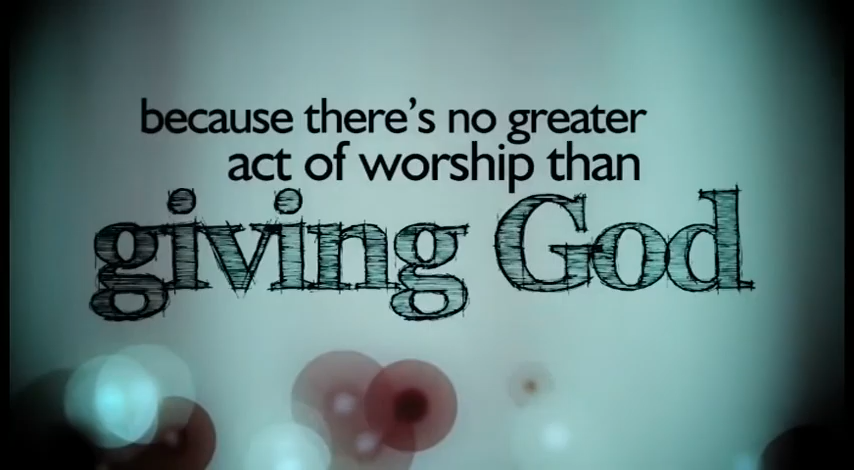 because there's no greater
act of worship than
giving God